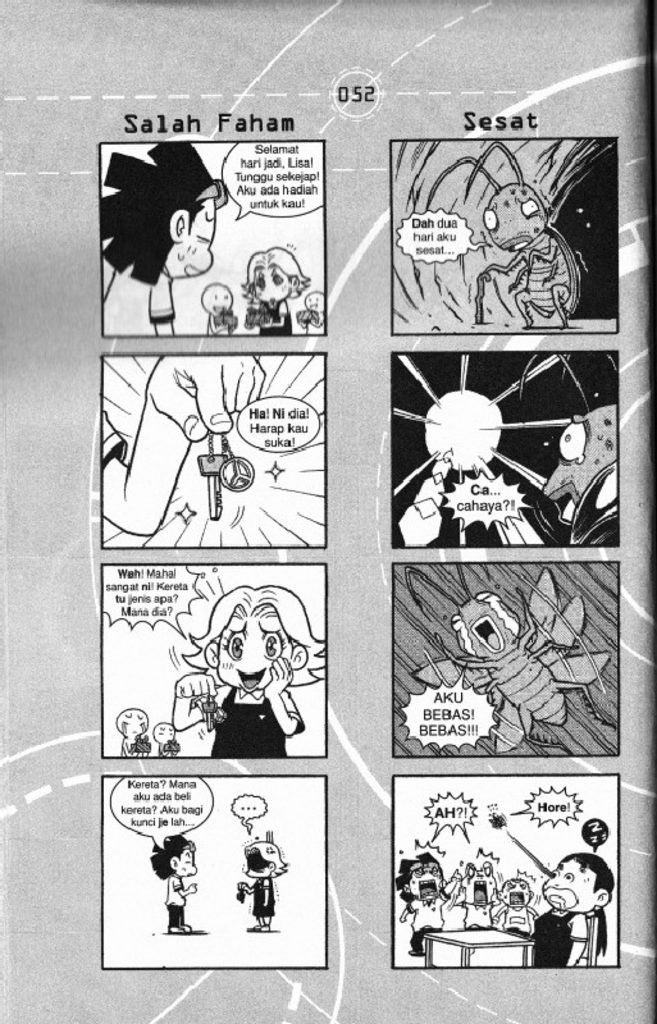 052
Salah Faham
Selamat
hari jadi, Lisa!
Tunggu sekejap!
Aku ada hadiah
untuk kau!
Ha! Ni dia!
Harap kau
suka!
Wah! Mahal
sangat ni! Kereta
tu jenis apa?
Mana dia?
Kereta? Mana
aku ada beli
kereta? Aku bagi
kunci je lah...
...
Sesat
Dah dua
hari aku
sesat...
Ca...
cahaya?!
AKU
BEBAS!
BEBAS!!!
AH?!
Hore!
Z
Z